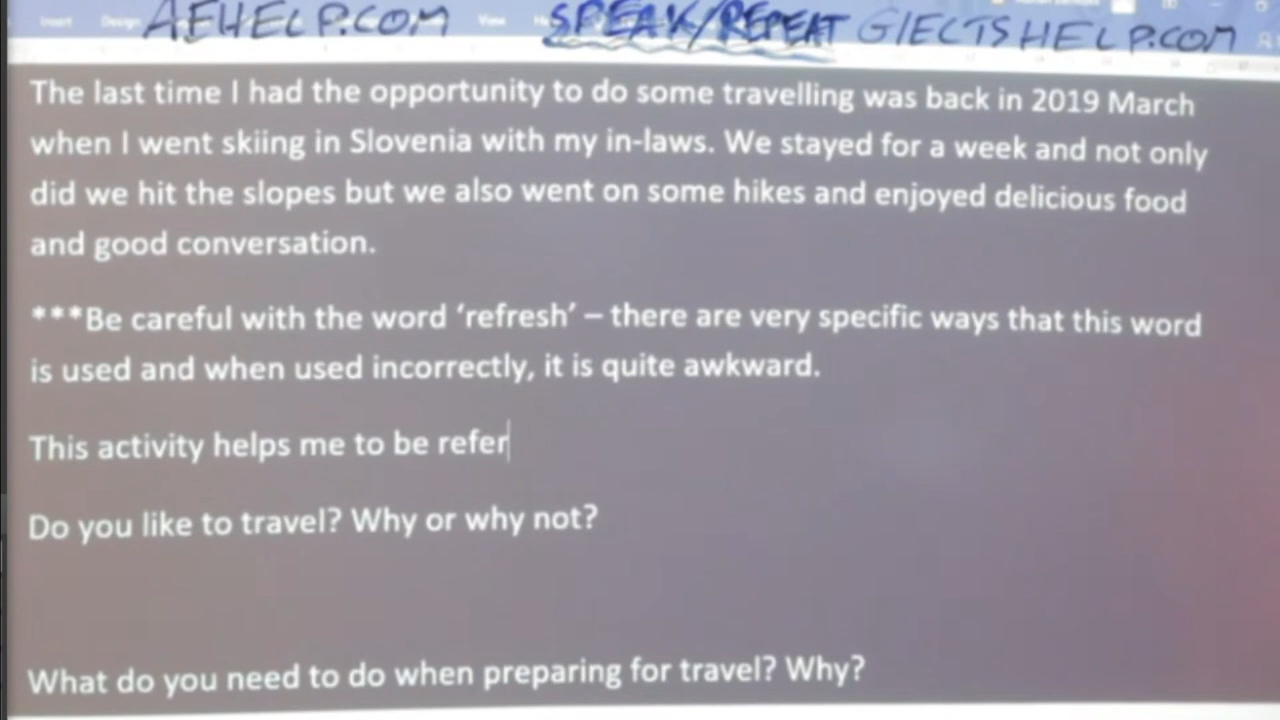 Insert Design View
AEHELP.COM SPEAK/REPEAT GIELTSHELP.COM
The last time I had the opportunity to do some travelling was back in 2019 March
when I went skiing in Slovenia with my in-laws. We stayed for a week and not only
did we hit the slopes but we also went on some hikes and enjoyed delicious food
and good conversation.
***Be careful with the word ‘refresh’ – there are very specific ways that this word
is used and when used incorrectly, it is quite awkward.
This activity helps me to be refer
Do you like to travel? Why or why not?
What do you need to do when preparing for travel? Why?